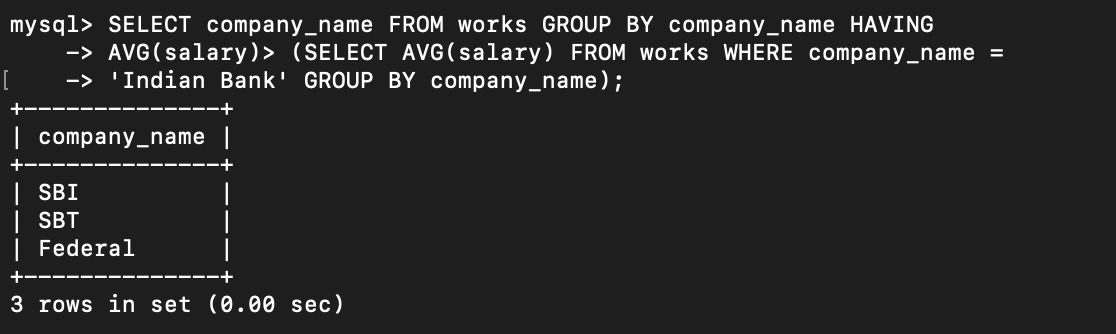 mysql> SELECT company_name FROM works GROUP BY company_name HAVING
    -> AVG(salary)> (SELECT AVG(salary) FROM works WHERE company_name =
[    -> 'Indian Bank' GROUP BY company_name);
+--------------+
| company_name |
+--------------+
| SBI          |
| SBT          |
| Federal      |
+--------------+
3 rows in set (0.00 sec)